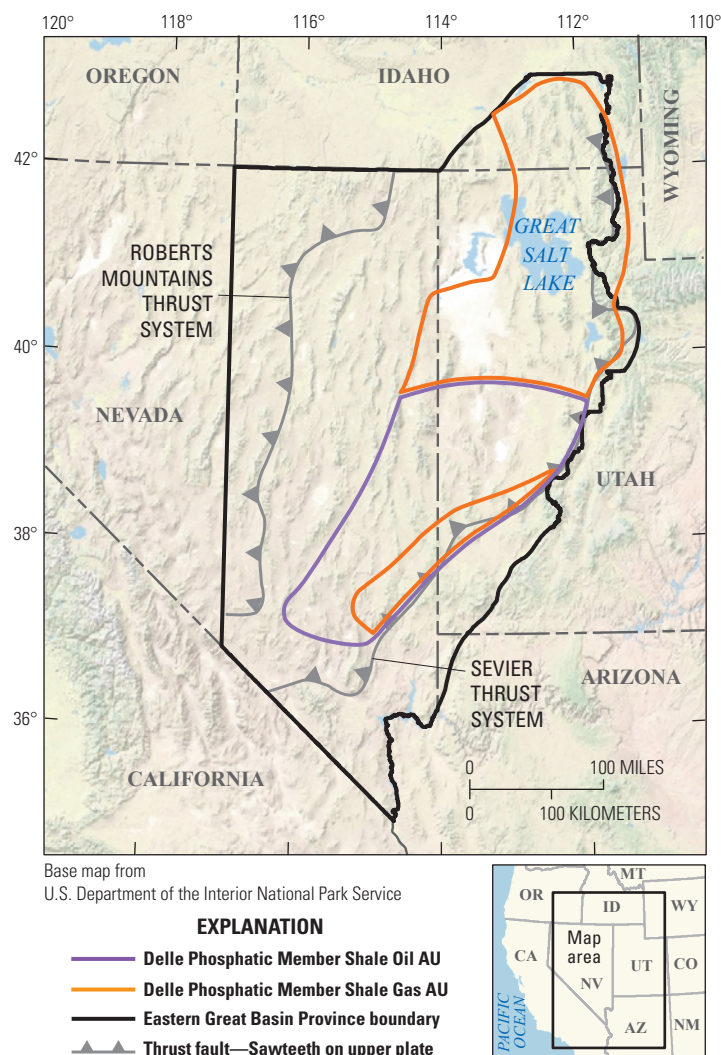 120°
118°
116°
114°
112°
110°
OREGON
IDAHO
WYOMING
42°
GREAT
SALT
LAKE
ROBERTS
MOUNTAINS
THRUST
SYSTEM
40°
NEVADA
UTAH
38°
SEVIER
THRUST
SYSTEM
ARIZONA
36°
CALIFORNIA
0 100 MILES
0 100 KILOMETERS
Base map from
U.S. Department of the Interior National Park Service
EXPLANATION
Delle Phosphatic Member Shale Oil AU
Delle Phosphatic Member Shale Gas AU
Eastern Great Basin Province boundary
Thrust fault—Sawteeth on upper plate
MT
OR
ID
WY
Map
area
CA
NV
UT
CO
AZ
NM
PACIFIC
OCEAN